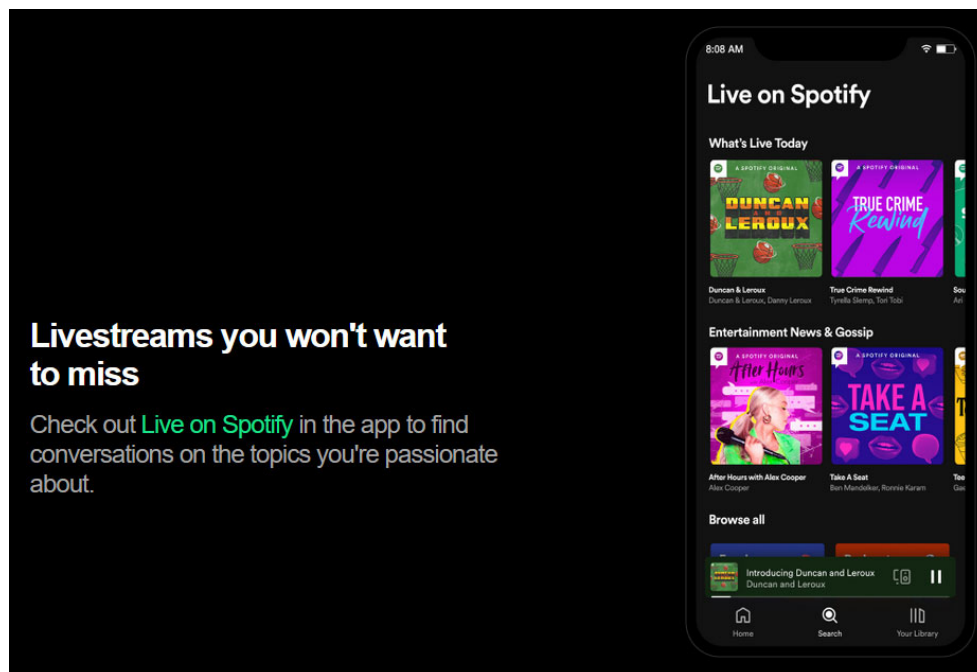 Livestreams you won't want
to miss
Check out Live on Spotify in the app to find
conversations on the topics you're passionate
about.
8:08 AM
Live on Spotify
What's Live Today
A SPOTIFY ORIGINAL
DUNCAN
AND
LEROUX
A SPOTIFY ORIGINAL
TRUE CRIME
Rewind
Duncan & Leroux
Duncan & Leroux, Danny Leroux
True Crime Rewind
Tyrella Slemp, Tori Tobi
Sou
Ari
Entertainment News & Gossip
A SPOTIFY ORIGINAL
After Hours
A SPOTIFY ORIGINAL
TAKE A
SEAT
After Hours with Alex Cooper
Alex Cooper
Take A Seat
Ben Mandelker, Ronnie Karam
Tee
Browse all
Introducing Duncan and Leroux
Duncan and Leroux
Home
Search
Your Library